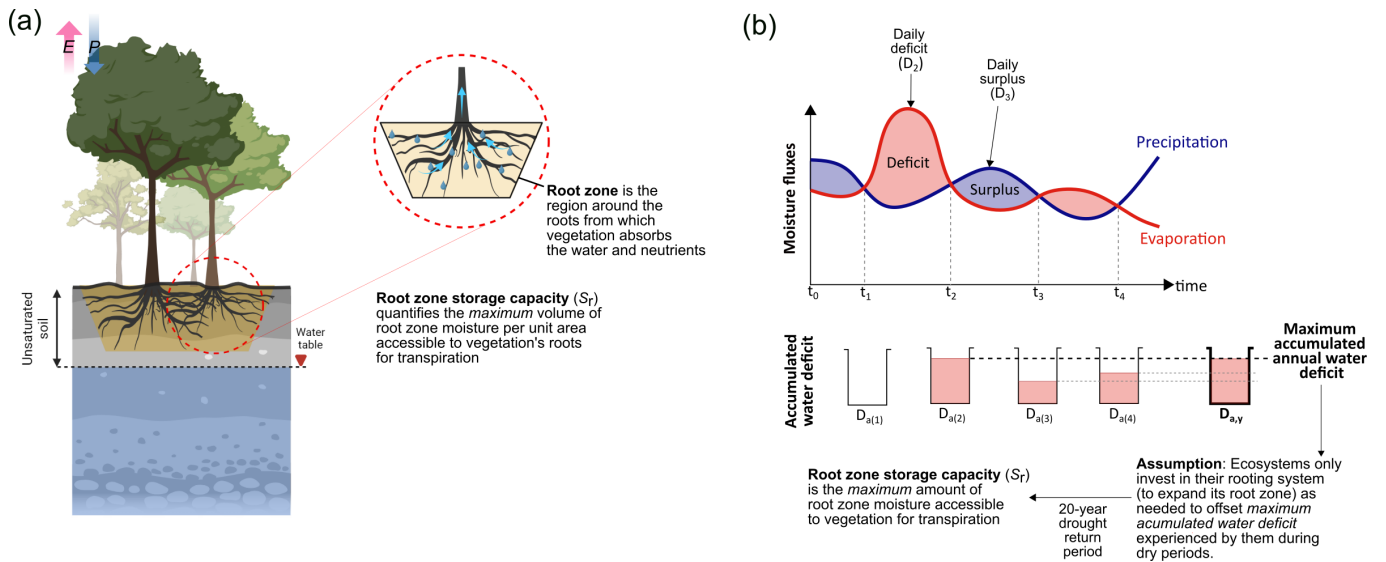 (a)
E
P
Root zone is the
region around the
roots from which
vegetation absorbs
the water and neutrients
Root zone storage capacity (Sr)
quantifies the maximum volume of
root zone moisture per unit area
accessible to vegetation's roots
for transpiration
Unsaturated
soil
Water
table
(b)
Daily
deficit
(D2)
Daily
surplus
(D3)
Moisture fluxes
Deficit
Surplus
Precipitation
Evaporation
t0
t1
t2
t3
t4
time
Accumulated
water deficit
Da(1)
Da(2)
Da(3)
Da(4)
Da,y
Maximum
accumulated
annual water
deficit
Assumption: Ecosystems only
invest in their rooting system
(to expand its root zone) as
needed to offset maximum
acumulated water deficit
experienced by them during
dry periods.
20-year
drought
return
period
Root zone storage capacity (Sr)
is the maximum amount of
root zone moisture accessible
to vegetation for transpiration